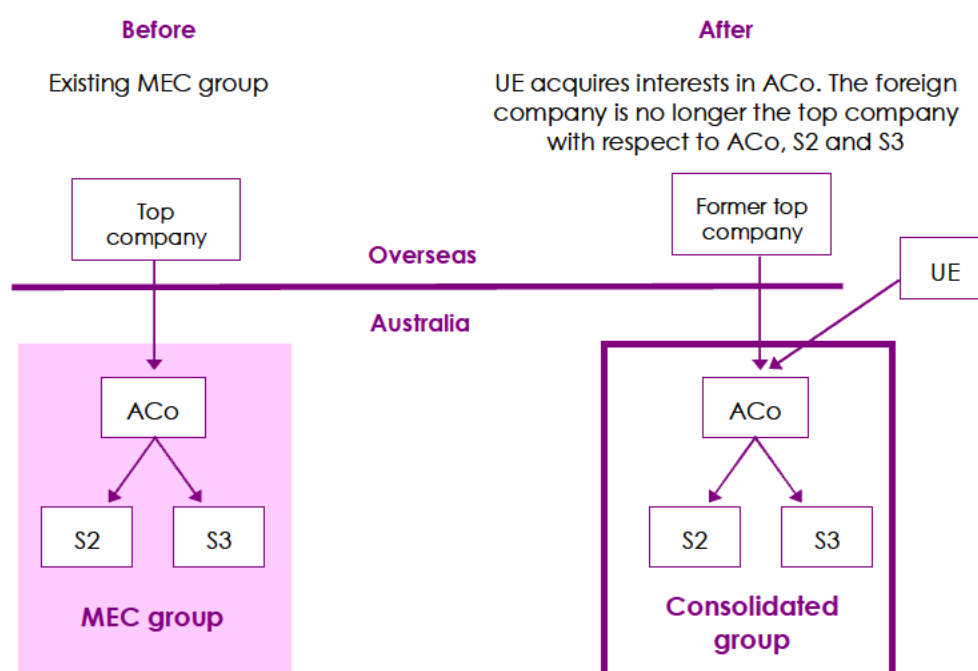 Before
Existing MEC group
After
UE acquires interests in ACo. The foreign
company is no longer the top company
with respect to ACo, S2 and S3
Top
company
Former top
company
UE
Overseas
Australia
ACo
S2
S3
MEC group
ACo
S2
S3
Consolidated
group